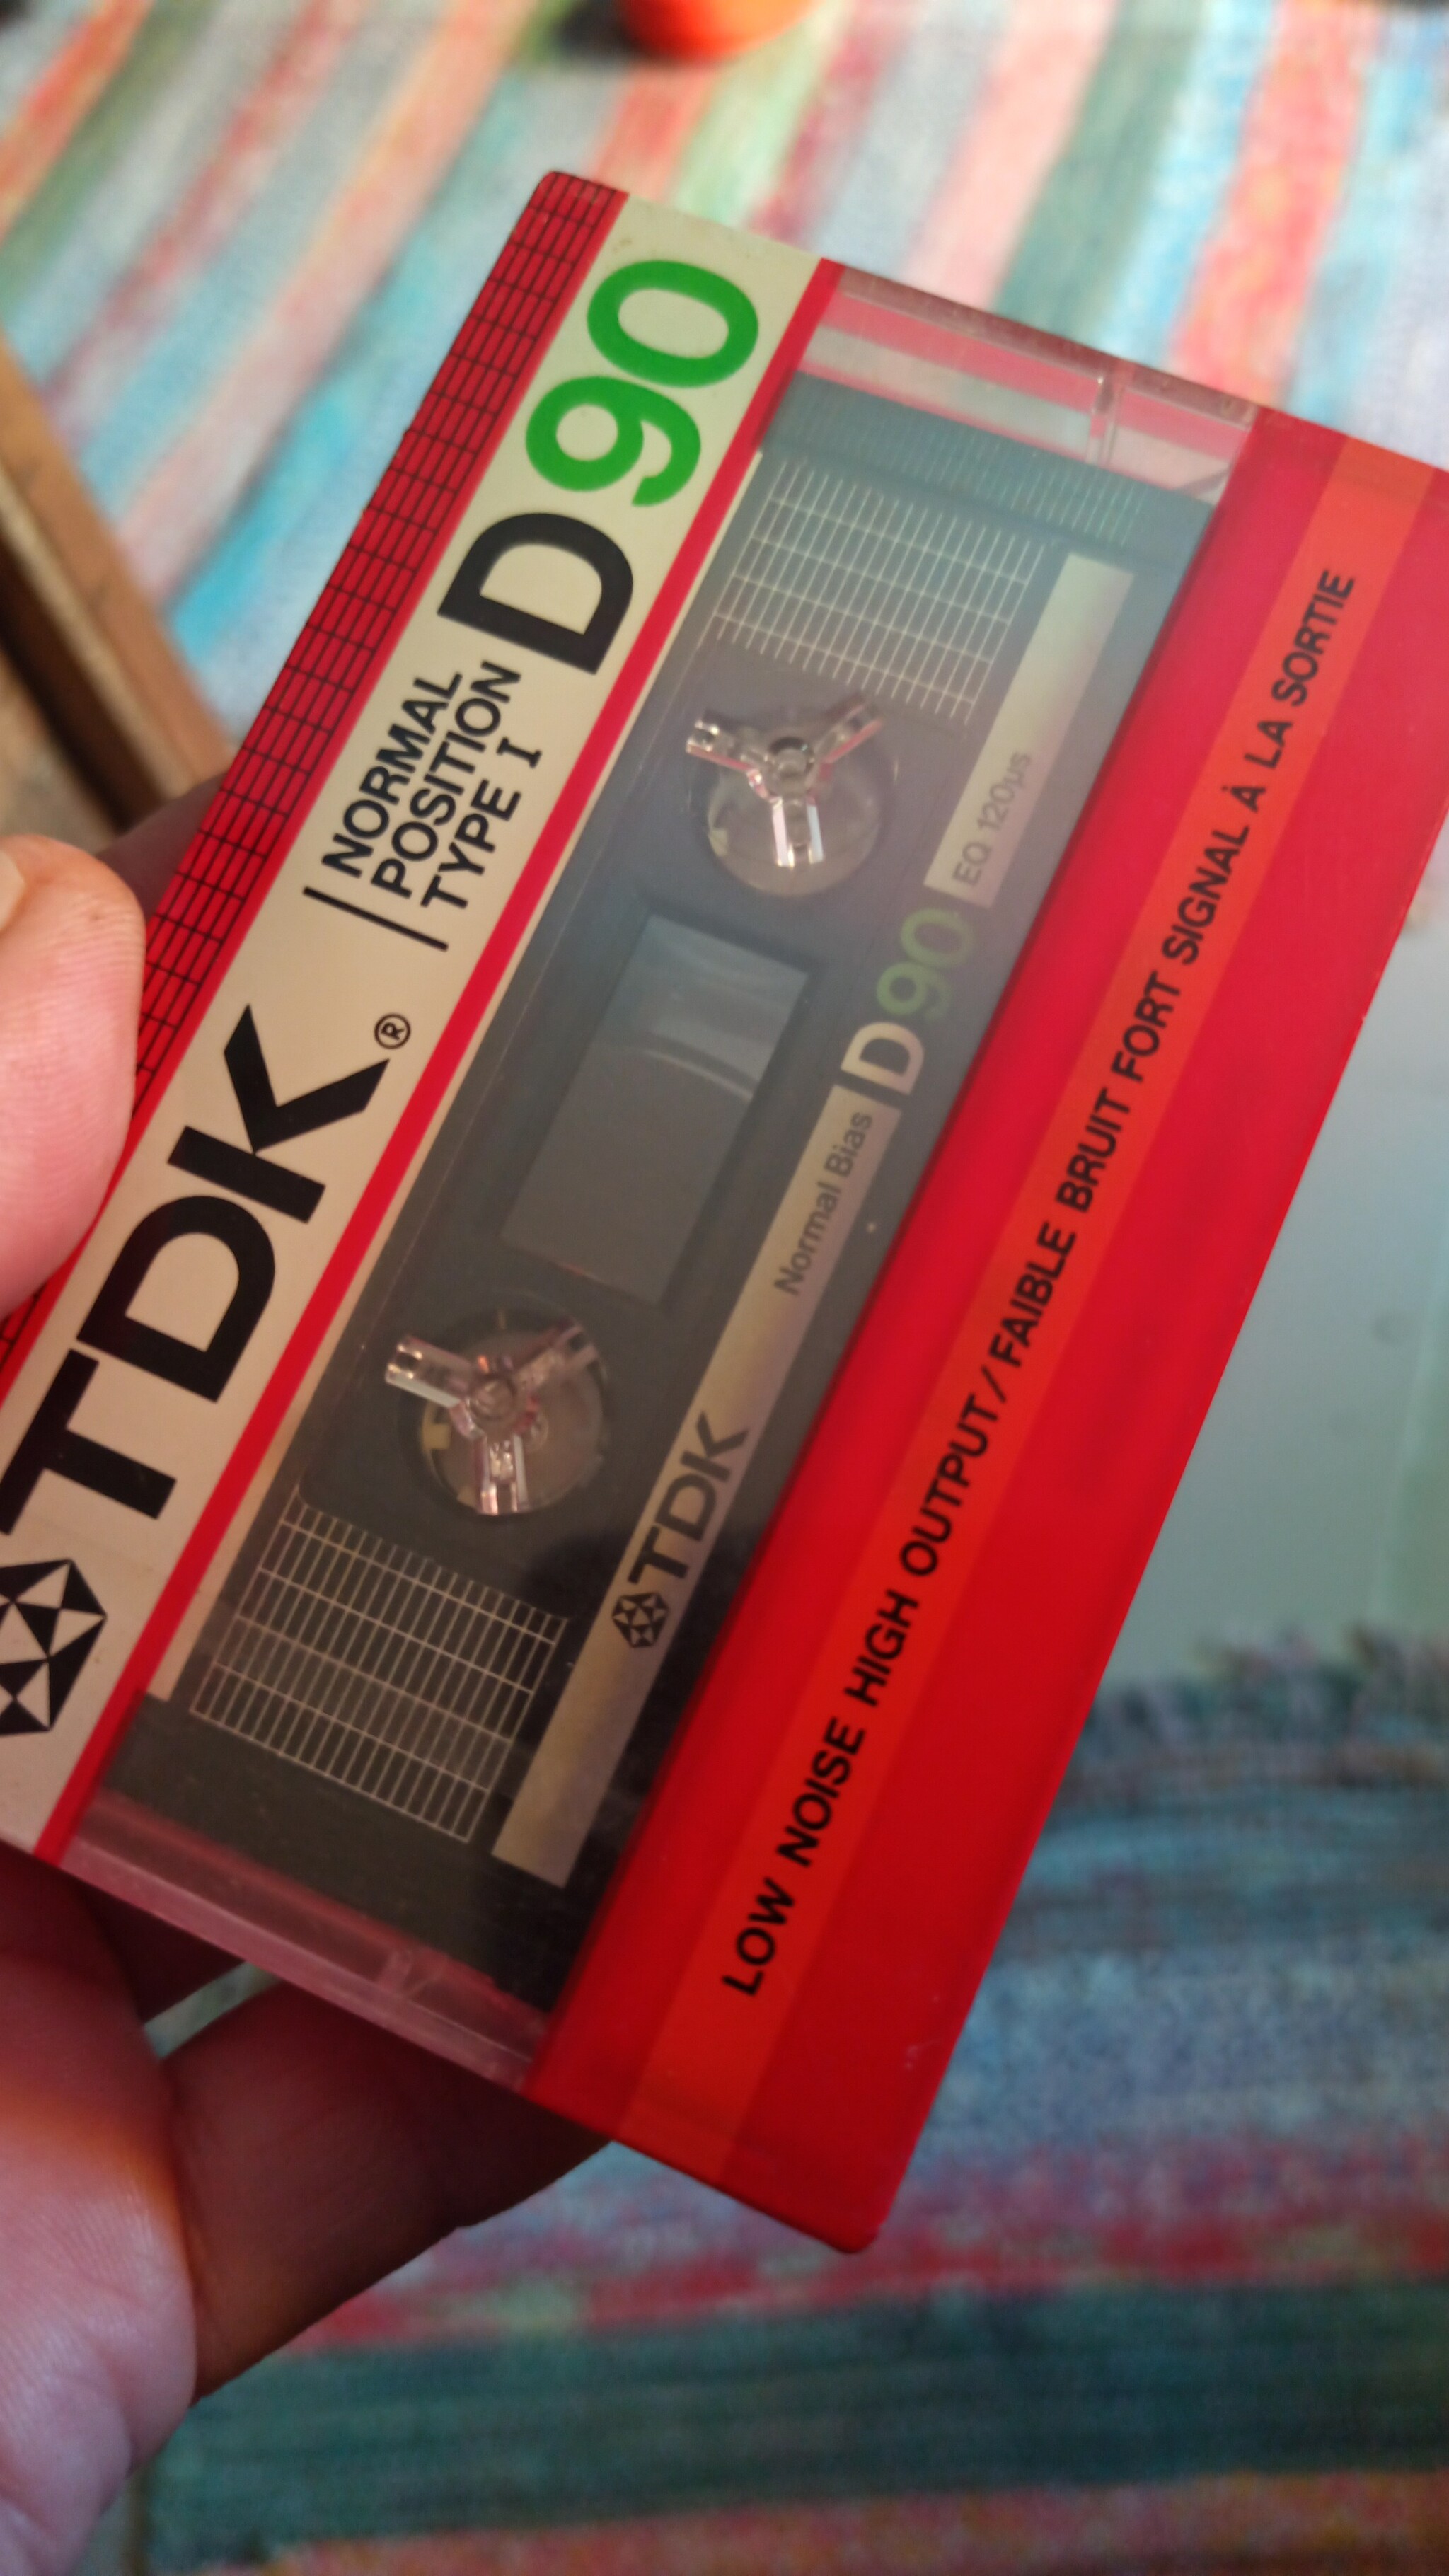 TDK®
NORMAL
POSITION
TYPE I
D90
TDK
Normal Bias
D90
EQ 120µs
LOW NOISE HIGH OUTPUT/FAIBLE BRUIT FORT SIGNAL À LA SORTIE